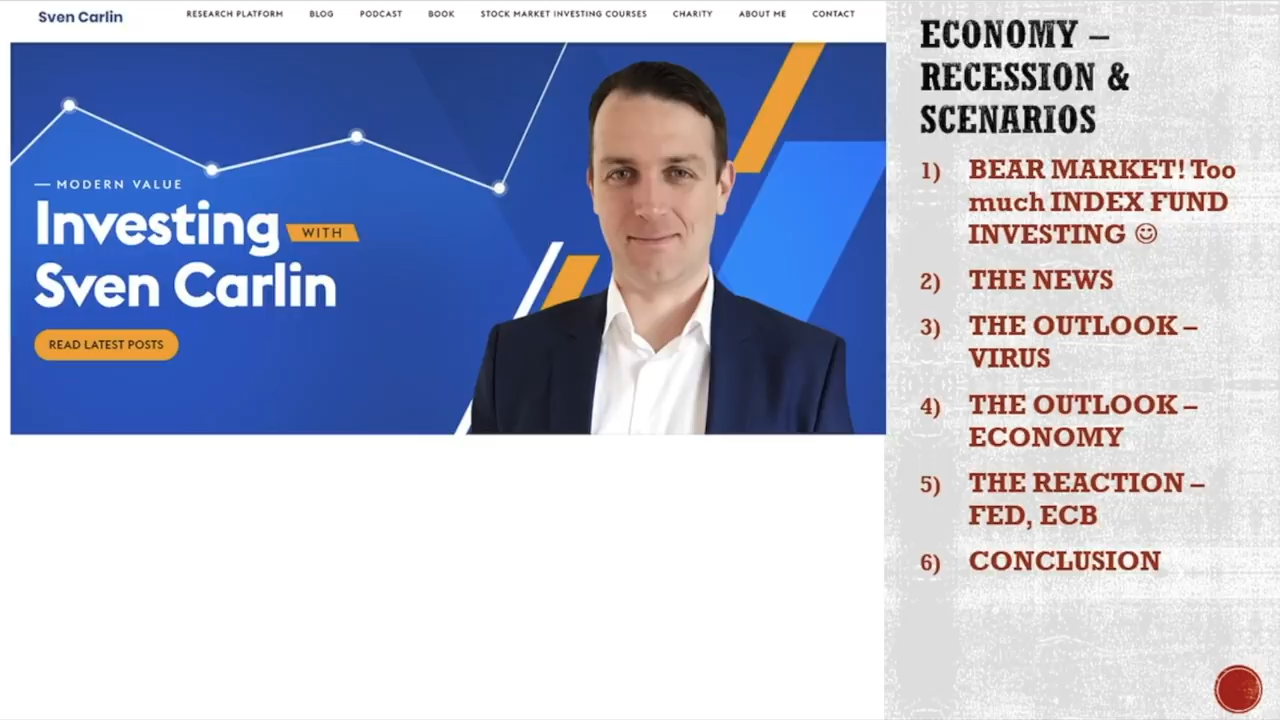 Sven Carlin
RESEARCH PLATFORM BLOG PODCAST BOOK STOCK MARKET INVESTING COURSES CHARITY ABOUT ME CONTACT
— MODERN VALUE
Investing WITH
Sven Carlin
READ LATEST POSTS
ECONOMY –
RECESSION &
SCENARIOS
1) BEAR MARKET! Too
much INDEX FUND
INVESTING ☺
2) THE NEWS
3) THE OUTLOOK –
VIRUS
4) THE OUTLOOK –
ECONOMY
5) THE REACTION –
FED, ECB
6) CONCLUSION